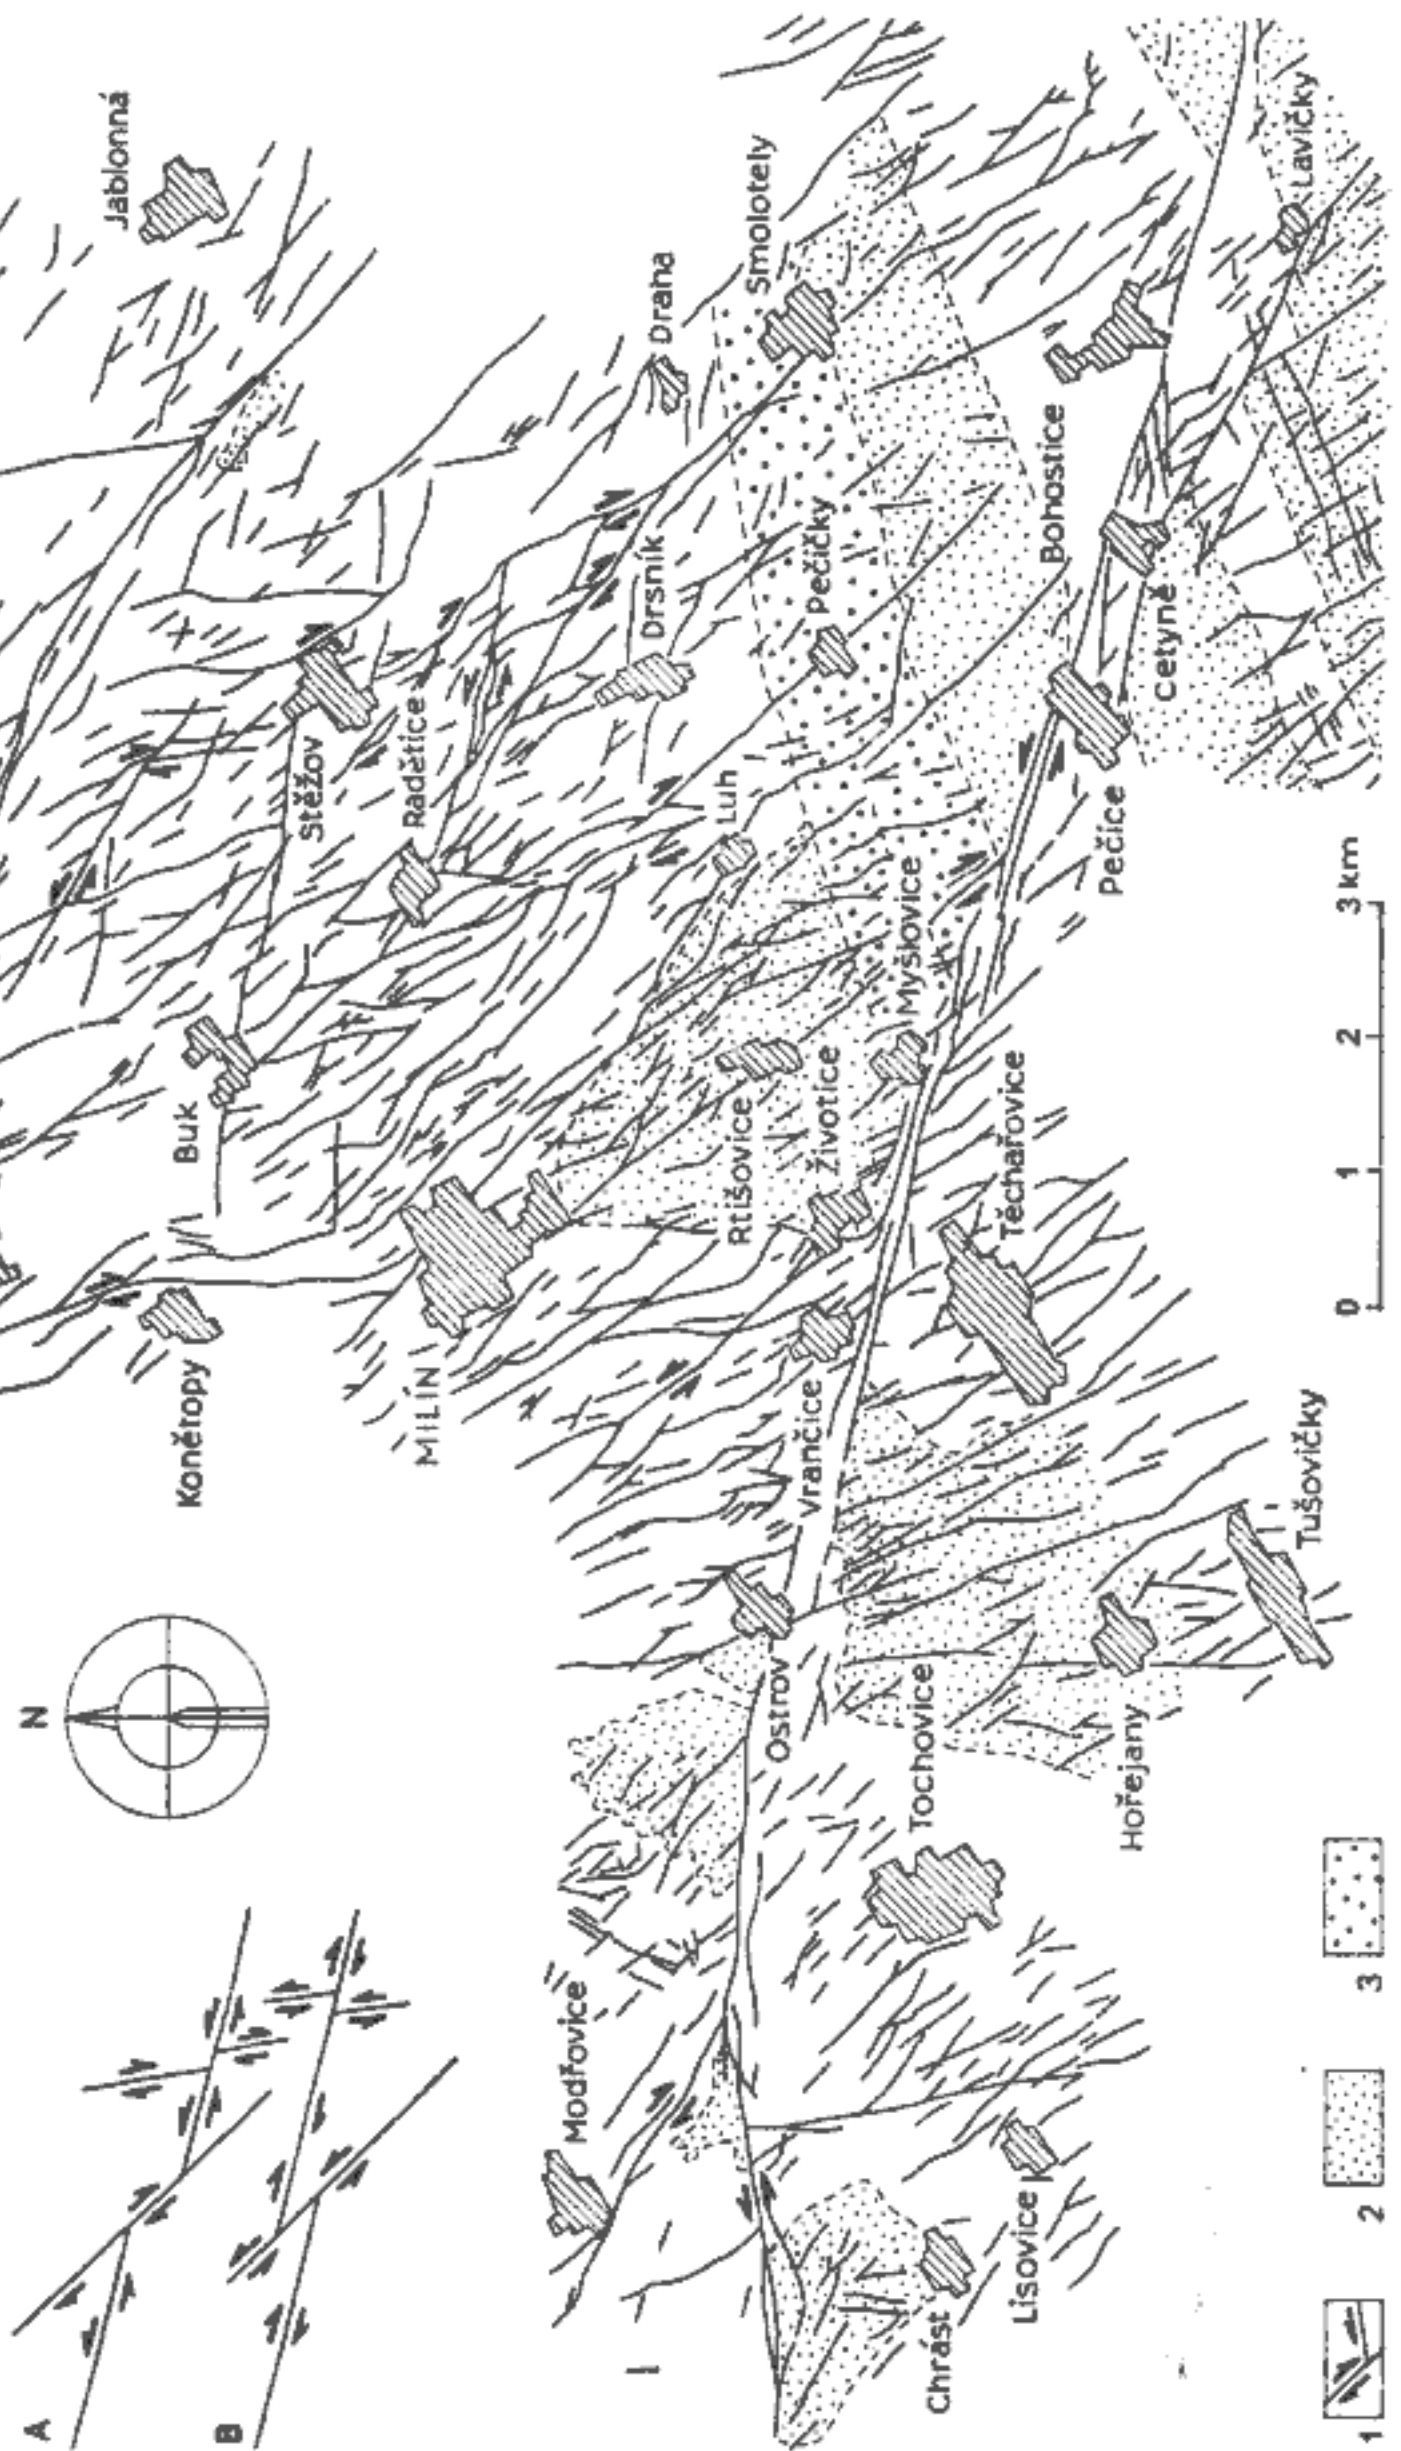 A
B
N
Jablonná
Konětopy
Buk
Stěžov
MILÍN
Radětice
Drsník
Draha
Smolotely
Modřovice
Luh
Pečičky
Rtišovice
Životice
Myšlovice
Vrančice
Ostrov
Bohostice
Lavičky
Cetyně
Pečice
Těchařovice
Tochovice
Hořejany
Tušovičky
Chrást
Lisovice
0 1 2 3 km
1 2 3